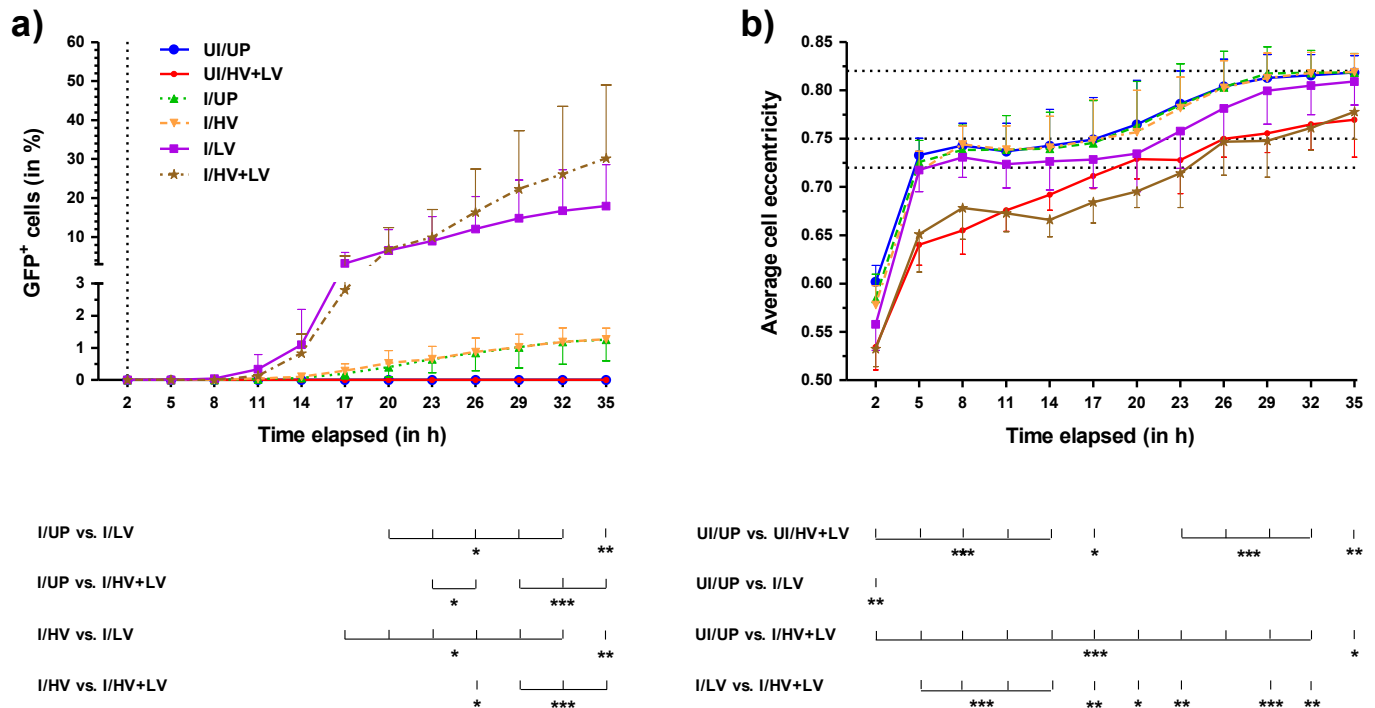 a)
60
50
40
30
20
10
3
2
1
0
GFP+ cells (in %)
UI/UP
UI/HV+LV
I/UP
I/HV
I/LV
I/HV+LV
2 5 8 11 14 17 20 23 26 29 32 35
Time elapsed (in h)
b)
0.85
0.80
0.75
0.70
0.65
0.60
0.55
0.50
Average cell eccentricity
2 5 8 11 14 17 20 23 26 29 32 35
Time elapsed (in h)
I/UP vs. I/LV
* **
I/UP vs. I/HV+LV
* ***
I/HV vs. I/LV
* **
I/HV vs. I/HV+LV
* ***
UI/UP vs. UI/HV+LV
*** * *** **
UI/UP vs. I/LV
**
UI/UP vs. I/HV+LV
*** *
I/LV vs. I/HV+LV
*** ** * ** *** **